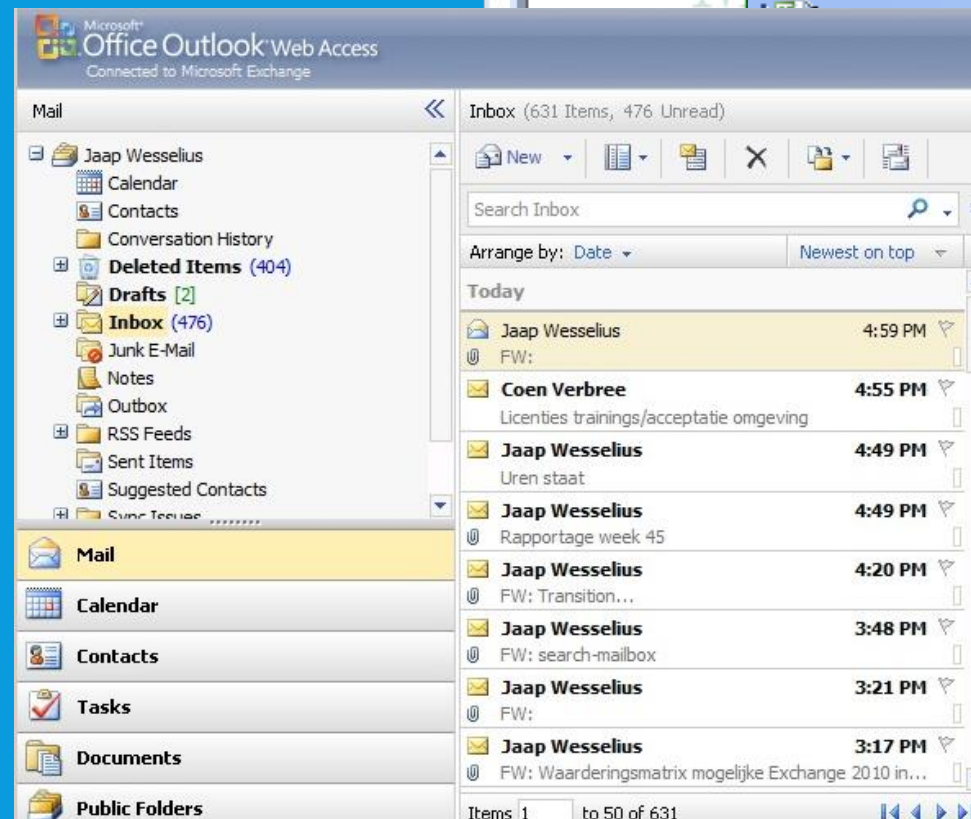 Microsoft
Office Outlook Web Access
Connected to Microsoft Exchange
Mail
Jaap Wesselius
Calendar
Contacts
Conversation History
Deleted Items (404)
Drafts [2]
Inbox (476)
Junk E-Mail
Notes
Outbox
RSS Feeds
Sent Items
Suggested Contacts
Sync Issues
Mail
Calendar
Contacts
Tasks
Documents
Public Folders
Inbox (631 Items, 476 Unread)
New
Search Inbox
Arrange by: Date Newest on top
Today
Jaap Wesselius 4:59 PM
FW:
Coen Verbree 4:55 PM
Licenties trainings/acceptatie omgeving
Jaap Wesselius 4:49 PM
Uren staat
Jaap Wesselius 4:49 PM
Rapportage week 45
Jaap Wesselius 4:20 PM
FW: Transition...
Jaap Wesselius 3:48 PM
FW: search-mailbox
Jaap Wesselius 3:21 PM
FW:
Jaap Wesselius 3:17 PM
FW: Waarderingsmatrix mogelijke Exchange 2010 in...
Items 1 to 50 of 631